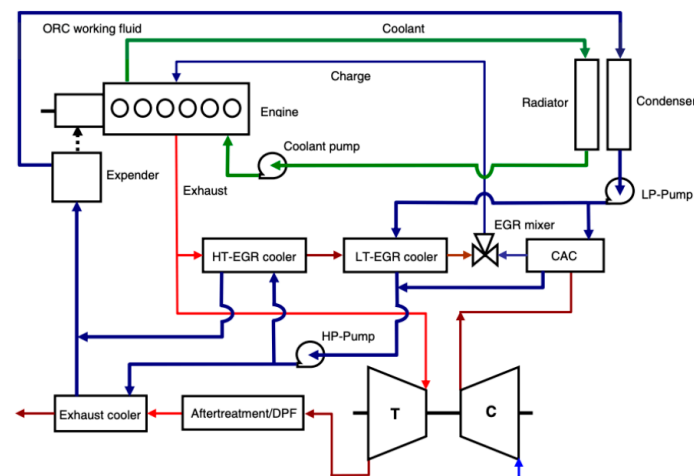 ORC working fluid
Coolant
Charge
Engine
Radiator
Condenser
Coolant pump
Expender
Exhaust
LP-Pump
EGR mixer
HT-EGR cooler
LT-EGR cooler
CAC
HP-Pump
Exhaust cooler
Aftertreatment/DPF
T
C